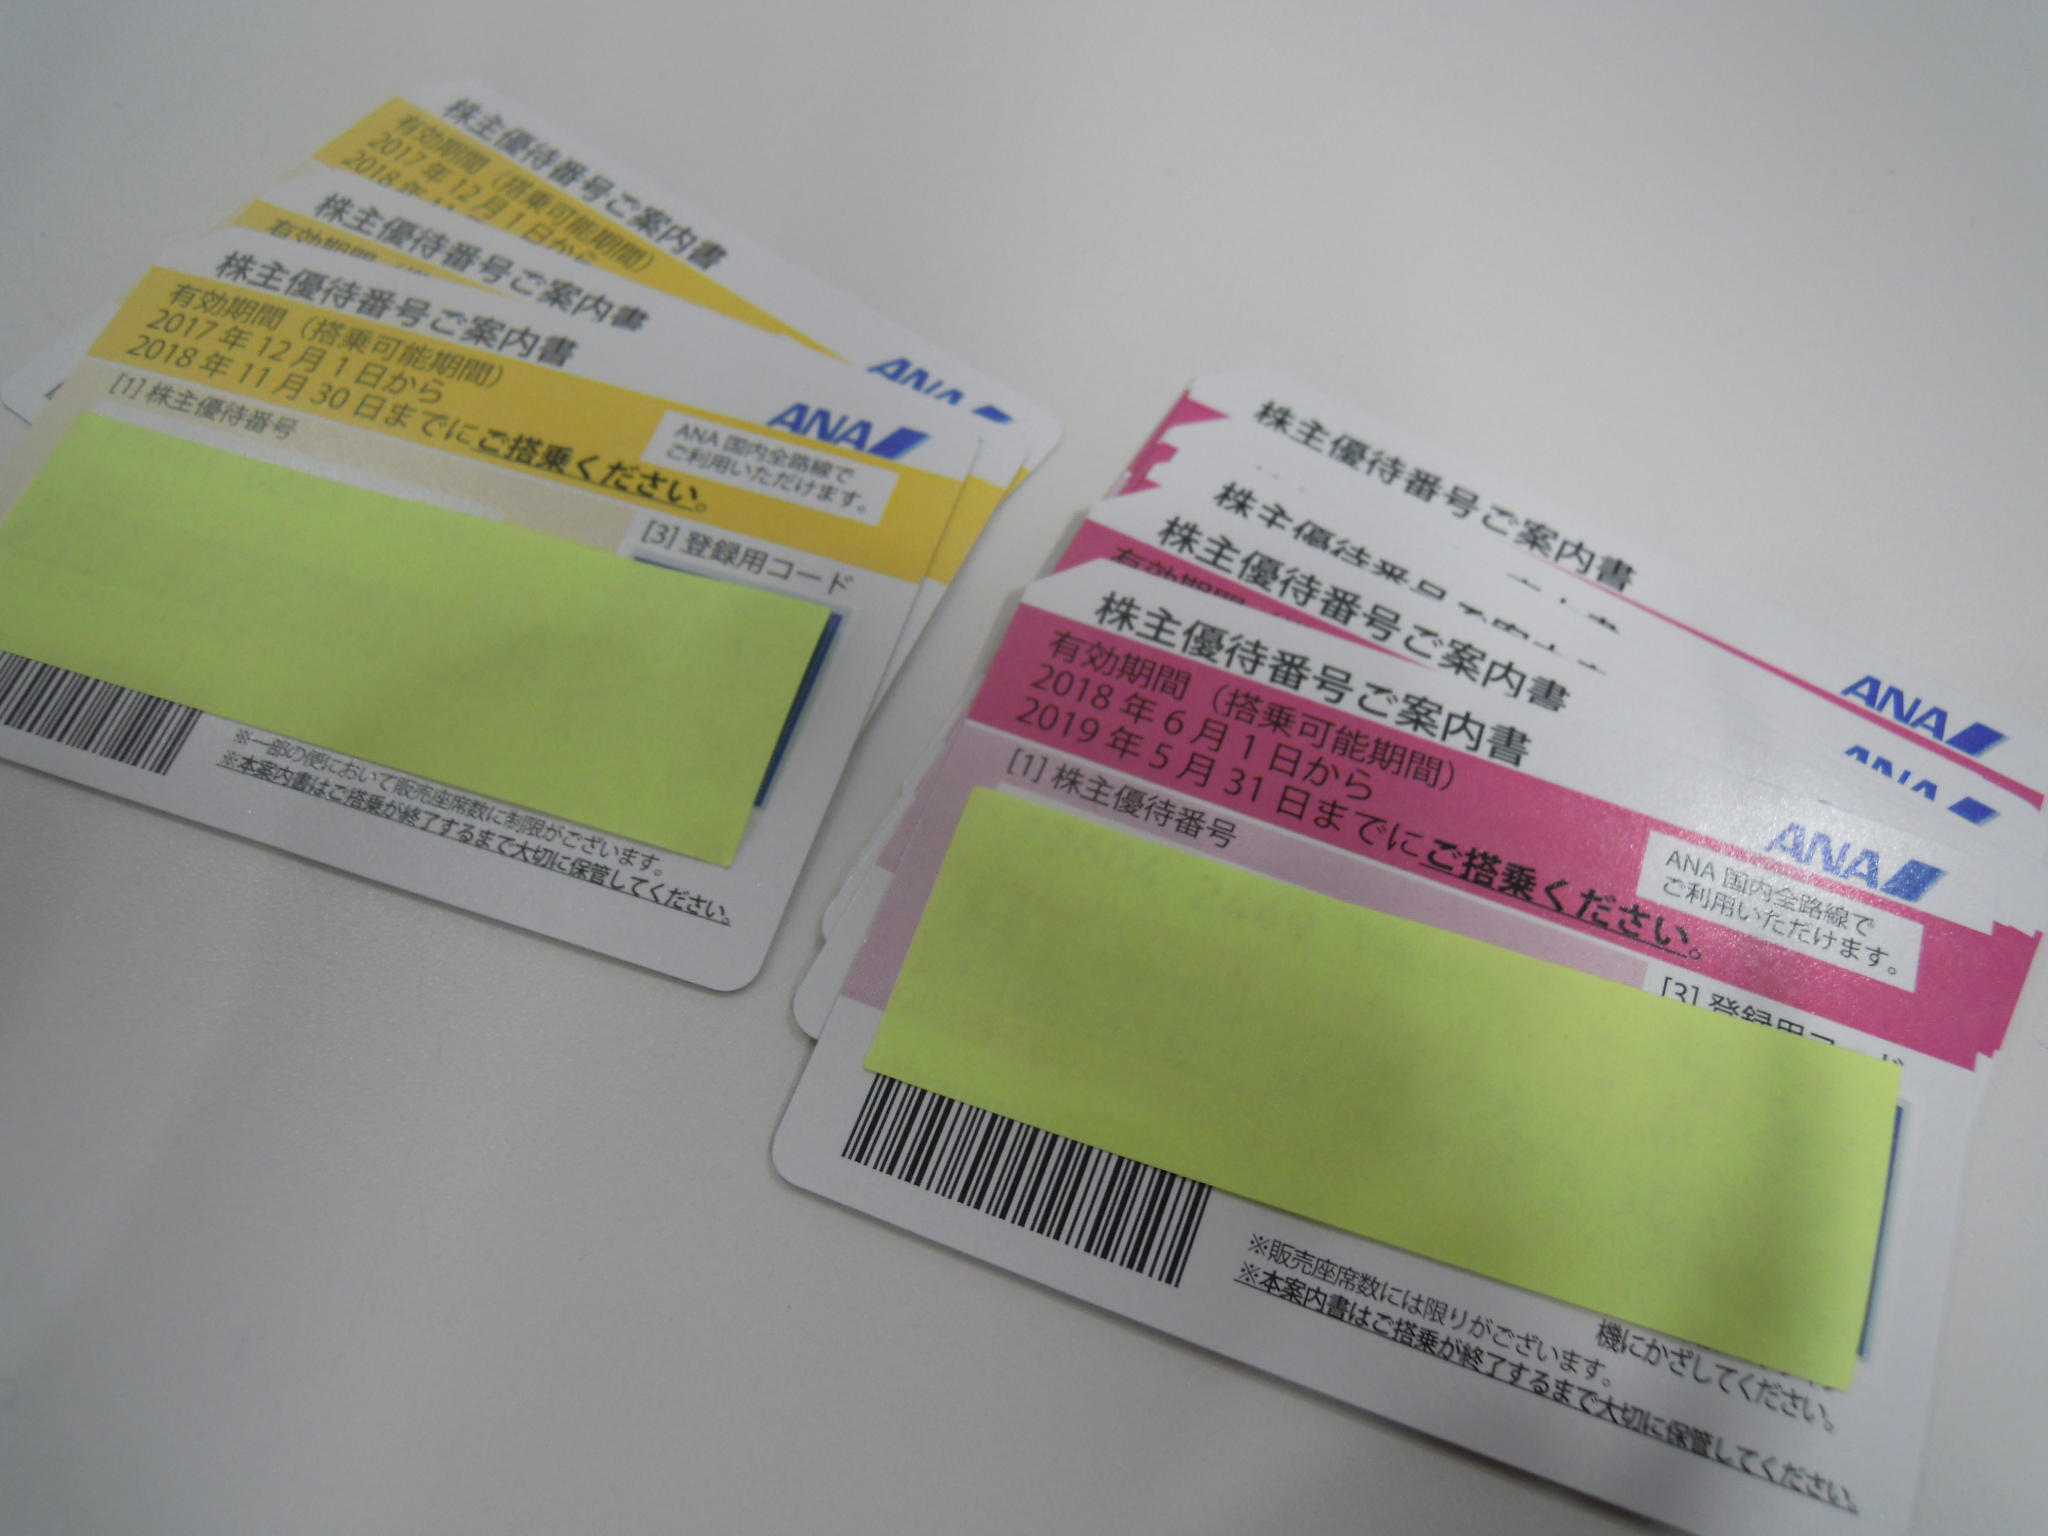 株主優待番号ご案内書
有効期間（搭乗可能期間）
2017年12月1日から
2018年
ANA
株主優待番号ご案内書
株主優待番号ご案内書
有効期間（搭乗可能期間）
2017年12月1日から
2018年11月30日までにご搭乗ください。
ANA
ANA国内全路線で
ご利用いただけます。
[1] 株主優待番号
[3] 登録用コード
※一部の便において販売座席数に制限がございます。
※本案内書はご搭乗が終了するまで大切に保管してください。
株主優待番号ご案内書
ANA
ANA
株主優待番号ご案内書
株主優待番号ご案内書
有効期間（搭乗可能期間）
2018年6月1日から
2019年5月31日までにご搭乗ください。
ANA
ANA国内全路線で
ご利用いただけます。
[1] 株主優待番号
[3] 登録用コード
機にかざしてください。
※販売座席数には限りがございます。
※本案内書はご搭乗が終了するまで大切に保管してください。